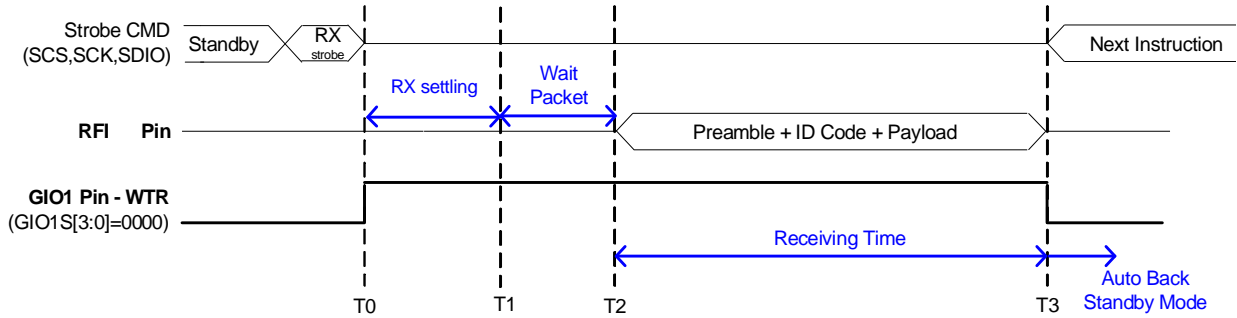 Strobe CMD
(SCS,SCK,SDIO)
Standby
RX
strobe
Next Instruction
RX settling
Wait
Packet
RFI Pin
Preamble + ID Code + Payload
GIO1 Pin - WTR
(GIO1S[3:0]=0000)
Receiving Time
Auto Back
Standby Mode
T0
T1
T2
T3